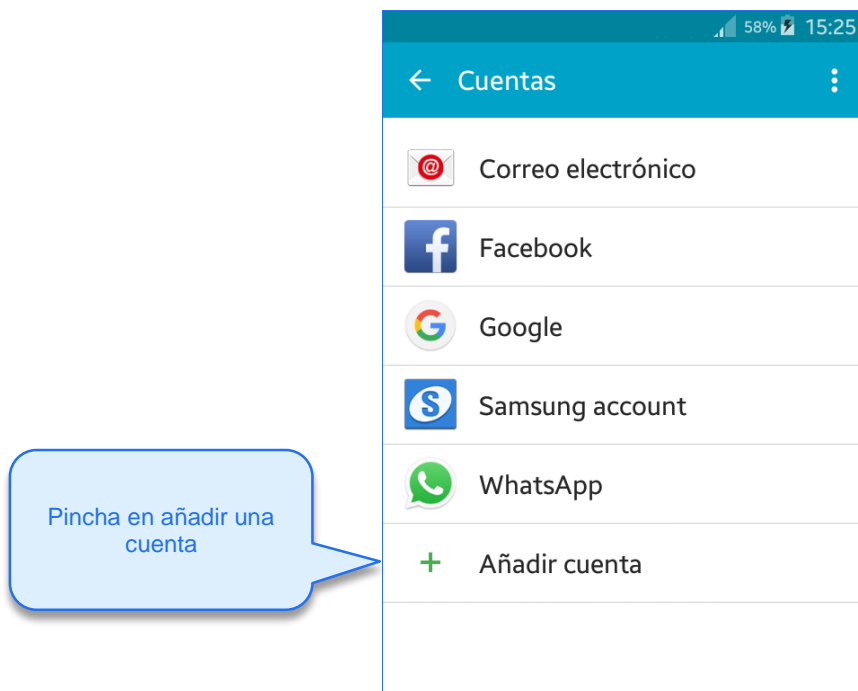 58% 15:25
Cuentas
Correo electrónico
Facebook
Google
Samsung account
WhatsApp
Pincha en añadir una
cuenta
Añadir cuenta